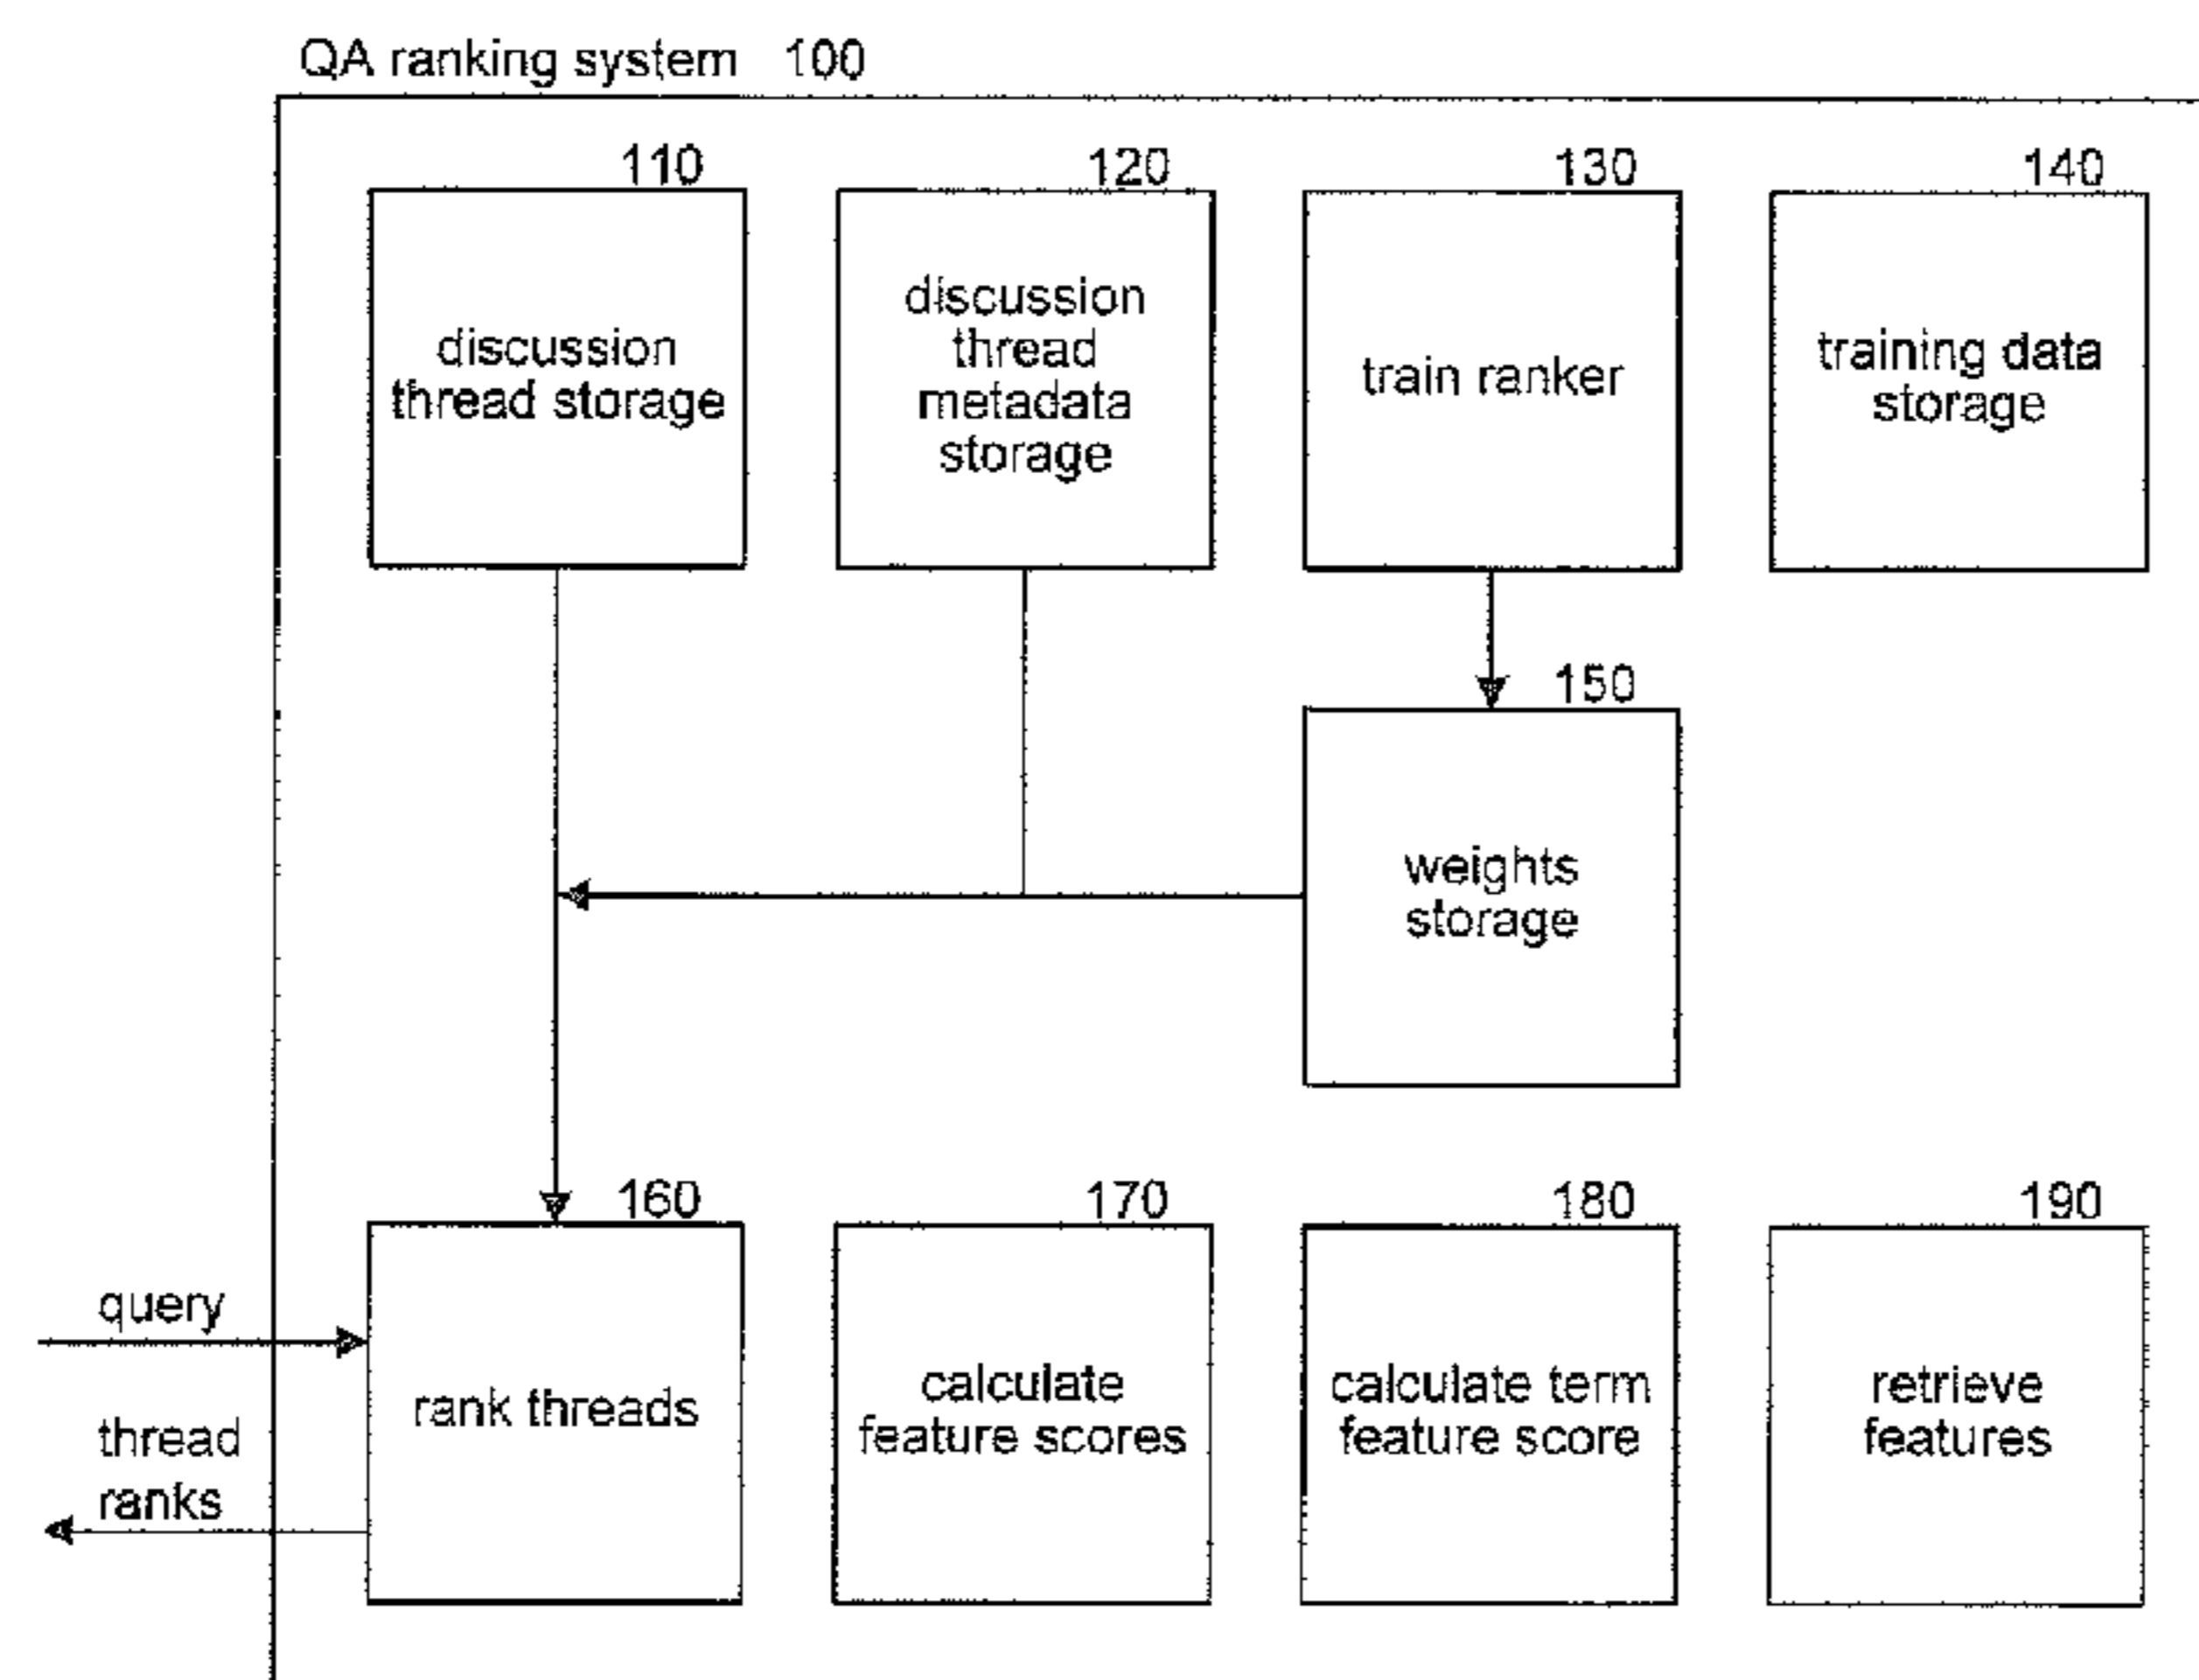 QA ranking system 100
110
discussion
thread storage
120
discussion
thread
metadata
storage
130
train ranker
140
training data
storage
150
weights
storage
query
thread
ranks
160
rank threads
170
calculate
feature scores
180
calculate term
feature score
190
retrieve
features